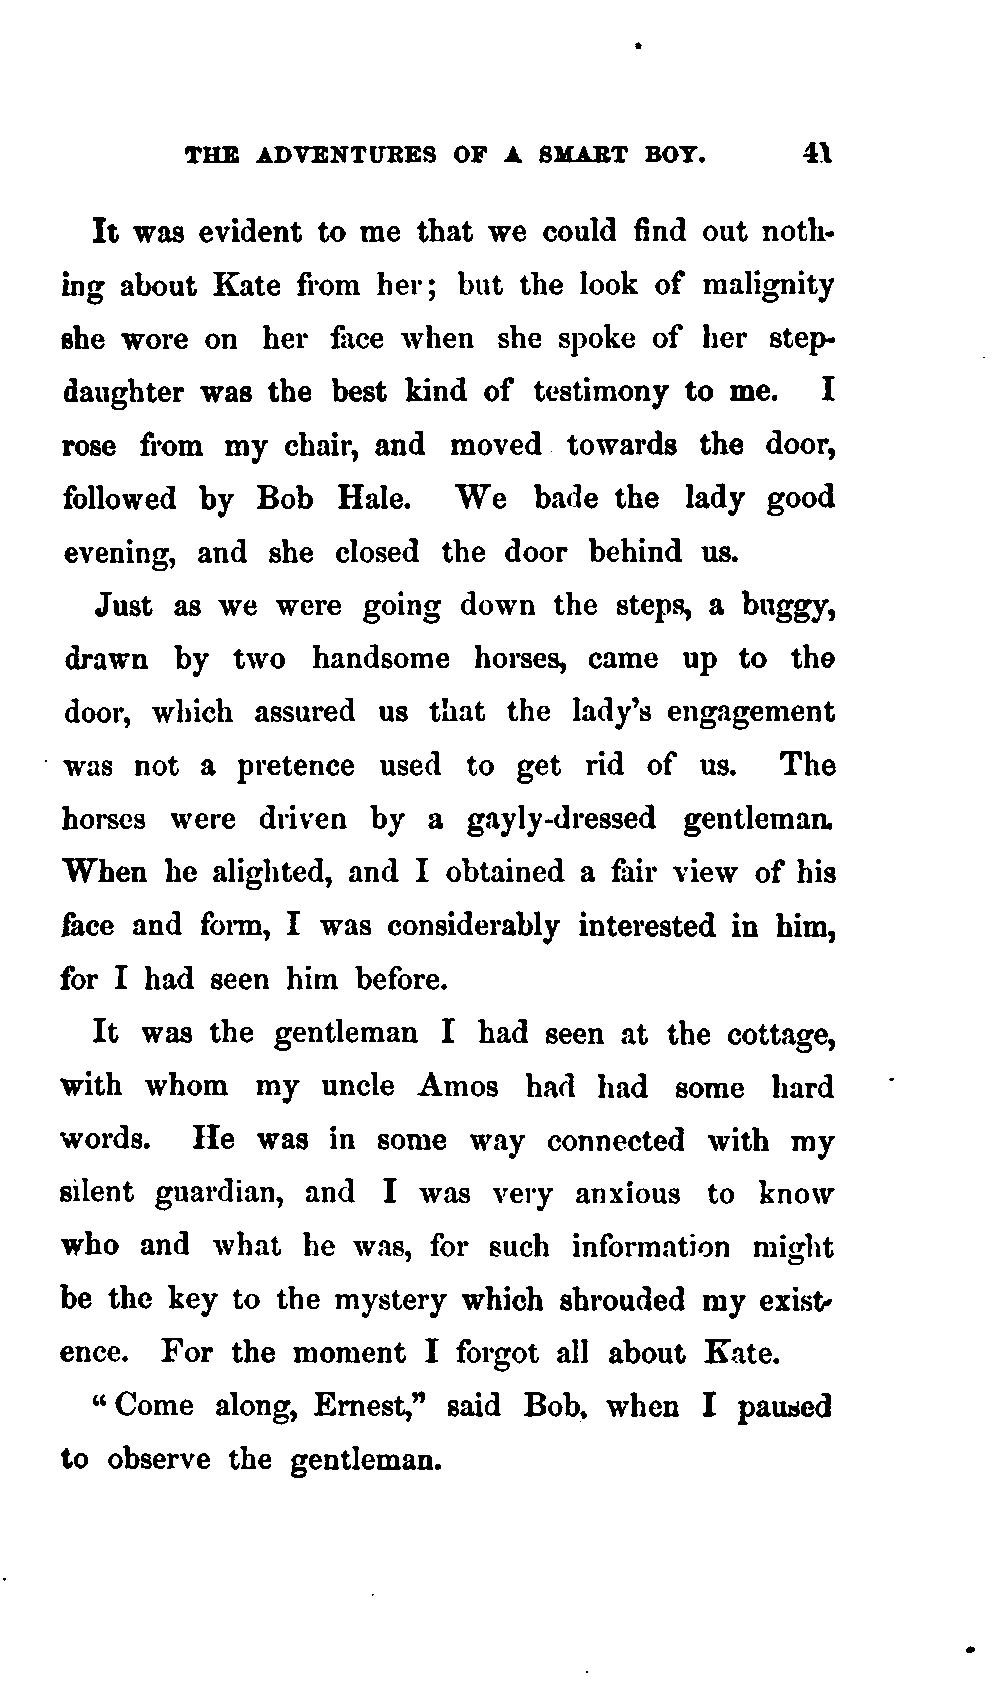 THE ADVENTURES OF A SMART BOY. 41
It was evident to me that we could find out noth-
ing about Kate from her; but the look of malignity
she wore on her face when she spoke of her step-
daughter was the best kind of testimony to me. I
rose from my chair, and moved towards the door,
followed by Bob Hale. We bade the lady good
evening, and she closed the door behind us.
Just as we were going down the steps, a buggy,
drawn by two handsome horses, came up to the
door, which assured us that the lady's engagement
was not a pretence used to get rid of us. The
horses were driven by a gayly-dressed gentleman.
When he alighted, and I obtained a fair view of his
face and form, I was considerably interested in him,
for I had seen him before.
It was the gentleman I had seen at the cottage,
with whom my uncle Amos had had some hard
words. He was in some way connected with my
silent guardian, and I was very anxious to know
who and what he was, for such information might
be the key to the mystery which shrouded my exist-
ence. For the moment I forgot all about Kate.
"Come along, Ernest," said Bob, when I paused
to observe the gentleman.